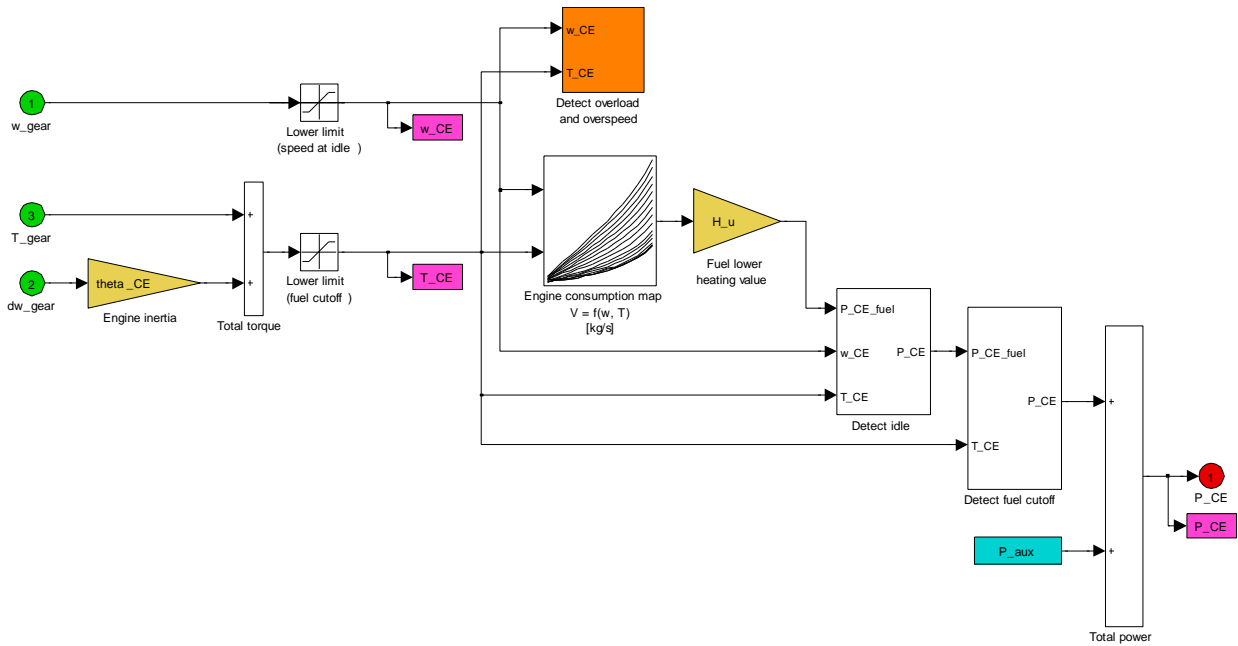 w_CE
T_CE
Detect overload
and overspeed
1
w_gear
Lower limit
(speed at idle )
w_CE
3
T_gear
2
dw_gear
theta _CE
Engine inertia
+
+
Total torque
Lower limit
(fuel cutoff )
T_CE
Engine consumption map
V = f(w, T)
[kg/s]
H_u
Fuel lower
heating value
P_CE_fuel
w_CE
P_CE
T_CE
Detect idle
P_CE_fuel
P_CE
T_CE
Detect fuel cutoff
P_aux
+
+
Total power
1
P_CE
P_CE